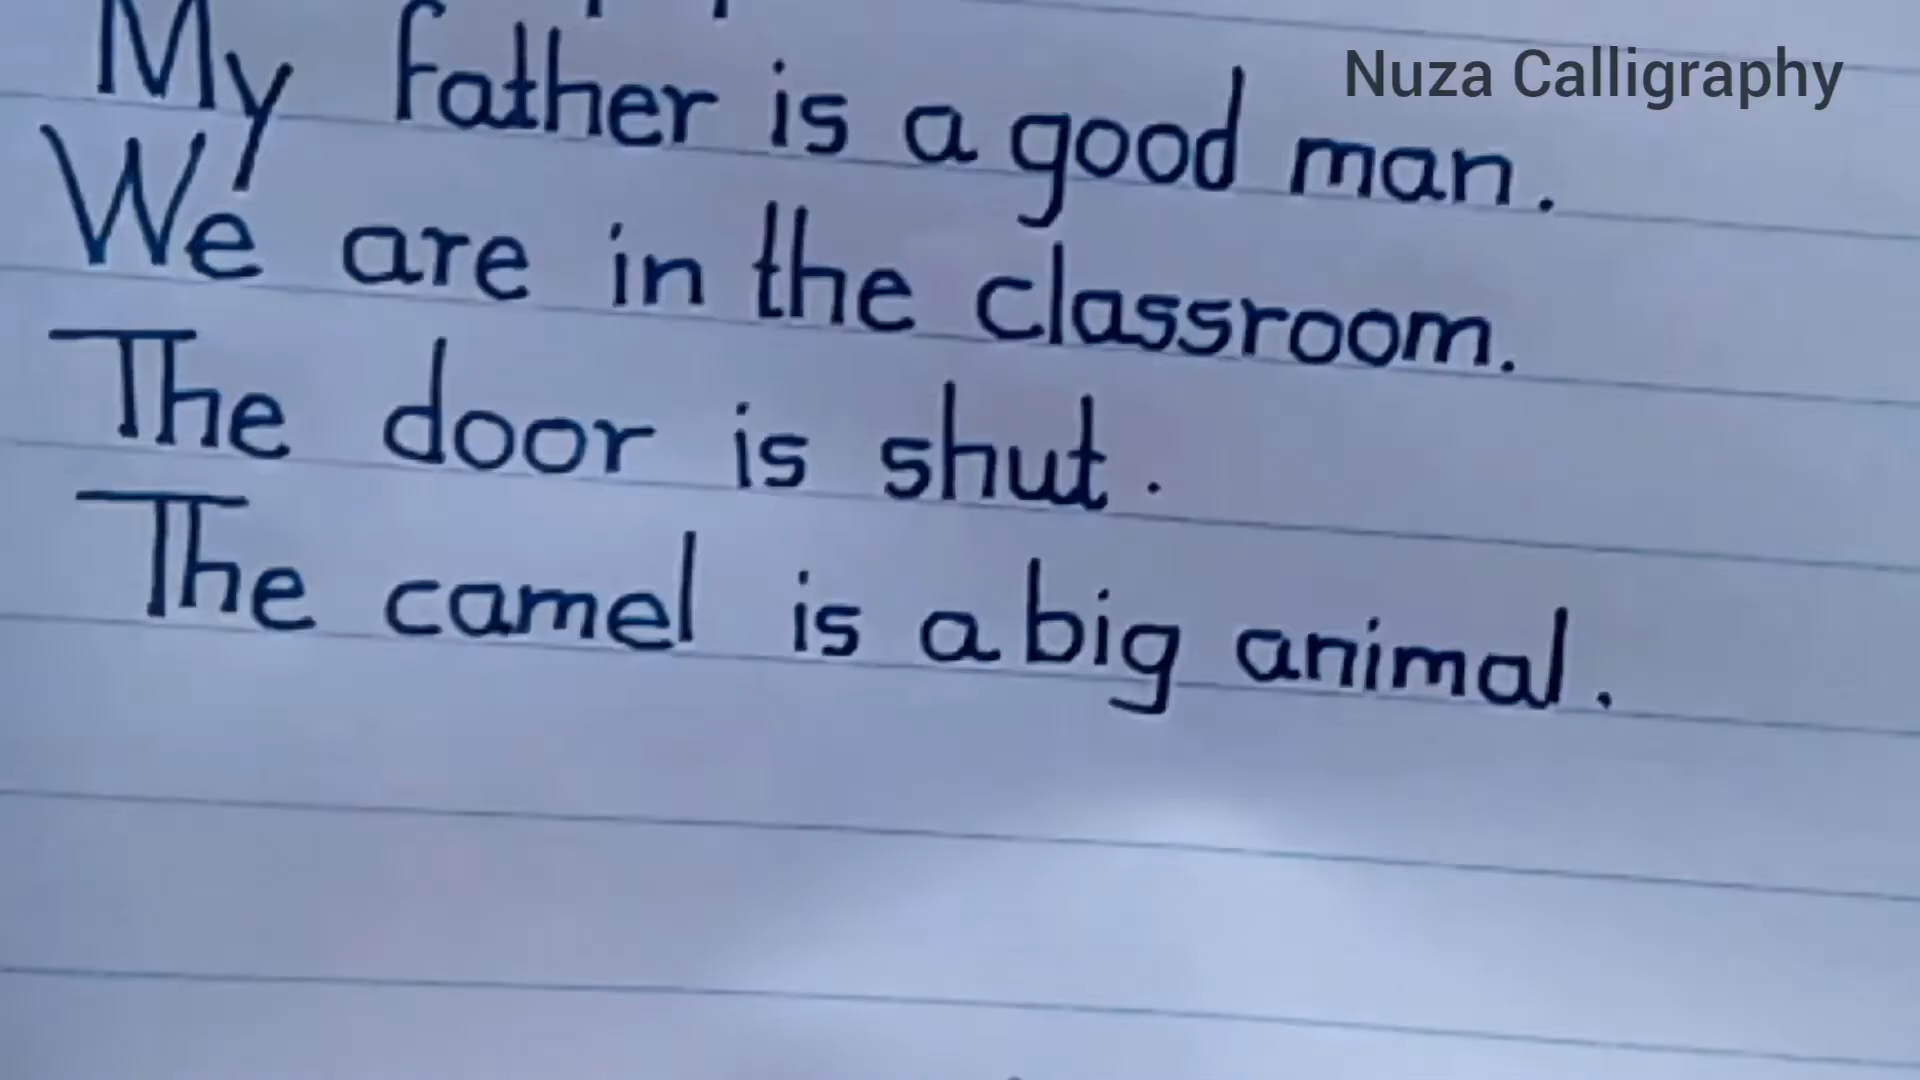 Nuza Calligraphy
My father is a good man.
We are in the classroom.
The door is shut.
The camel is a big animal.